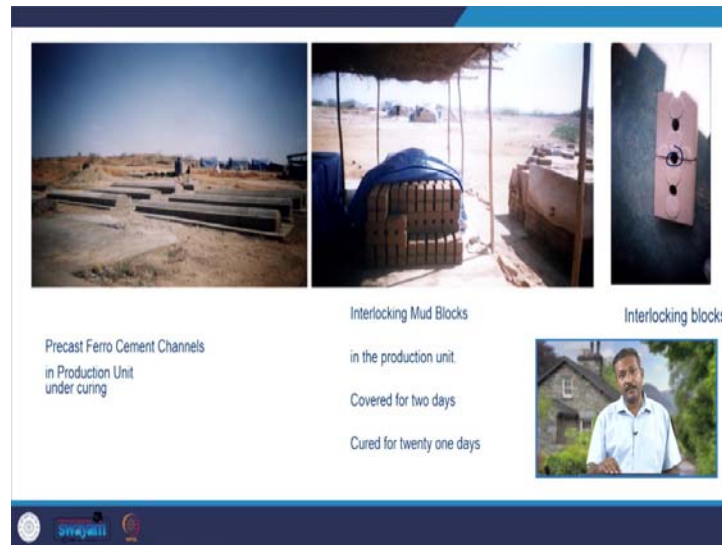 Precast Ferro Cement Channels
in Production Unit
under curing
Interlocking Mud Blocks
in the production unit.
Covered for two days
Cured for twenty one days
Interlocking blocks
swayam